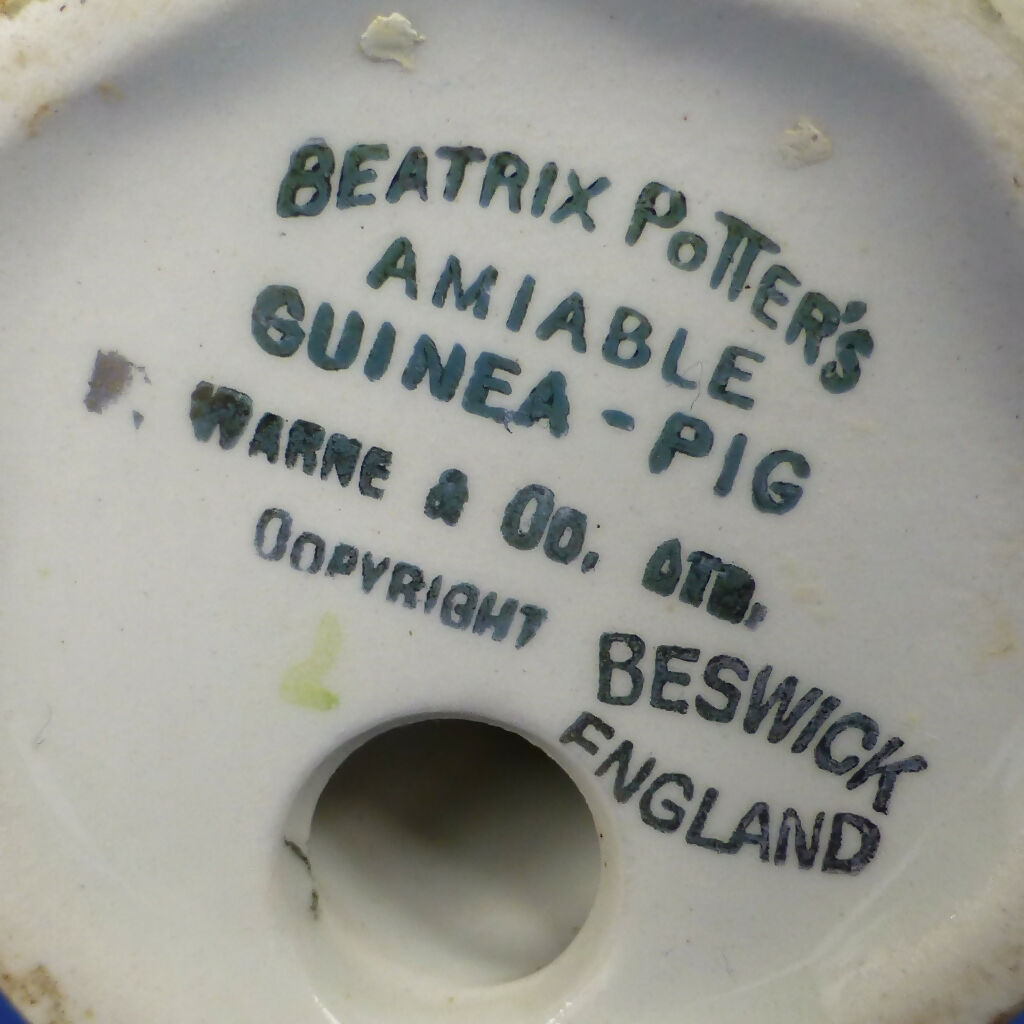 BEATRIX POTTER'S
AMIABLE
GUINEA-PIG
F. WARNE & CO. LTD.
COPYRIGHT
BESWICK
ENGLAND